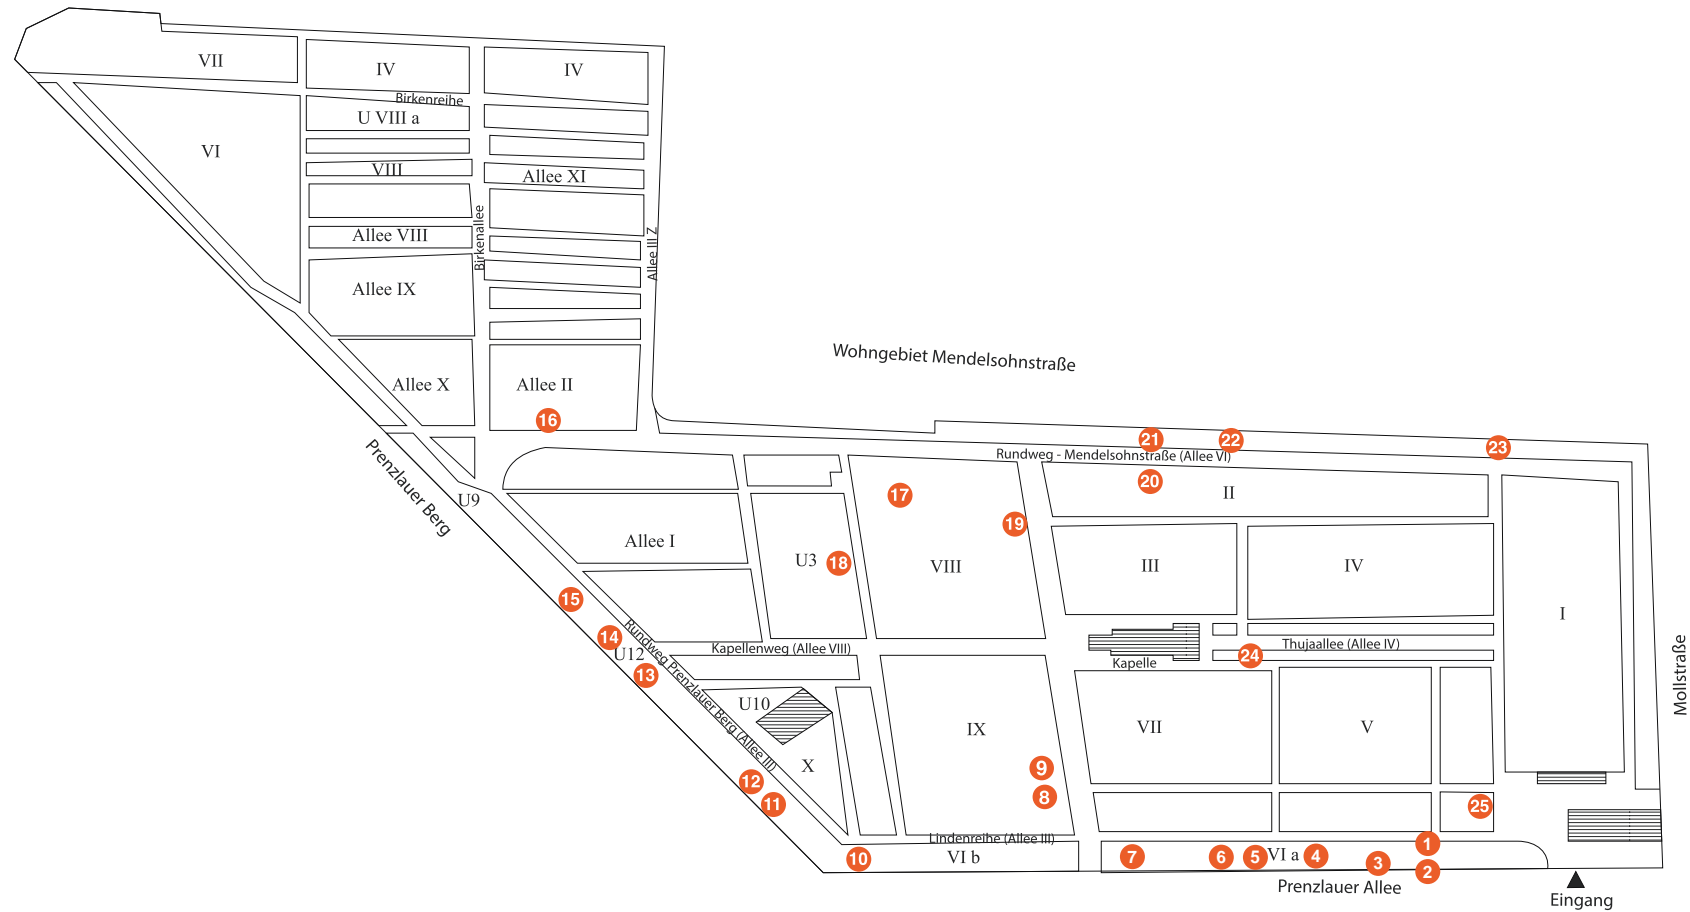 VII
IV
IV
Birkenreihe
U VIII a
VI
VIII
Allee XI
Allee VIII
Birkenallee
Allee III Z
Allee IX
Wohngebiet Mendelsohnstraße
Allee X
Allee II
16
21
22
23
Rundweg - Mendelsohnstraße (Allee VI)
Prenzlauer Berg
U9
17
20
II
19
Allee I
U3
18
VIII
III
IV
I
15
14
U12
13
Rundweg Prenzlauer Berg (Allee III)
Kapellenweg (Allee VIII)
Kapelle
Thujaallee (Allee IV)
24
Mollstraße
U10
IX
VII
V
X
9
12
8
11
25
Lindenreihe (Allee III)
10
VI b
7
6
5
VI a
4
3
1
2
Prenzlauer Allee
Eingang